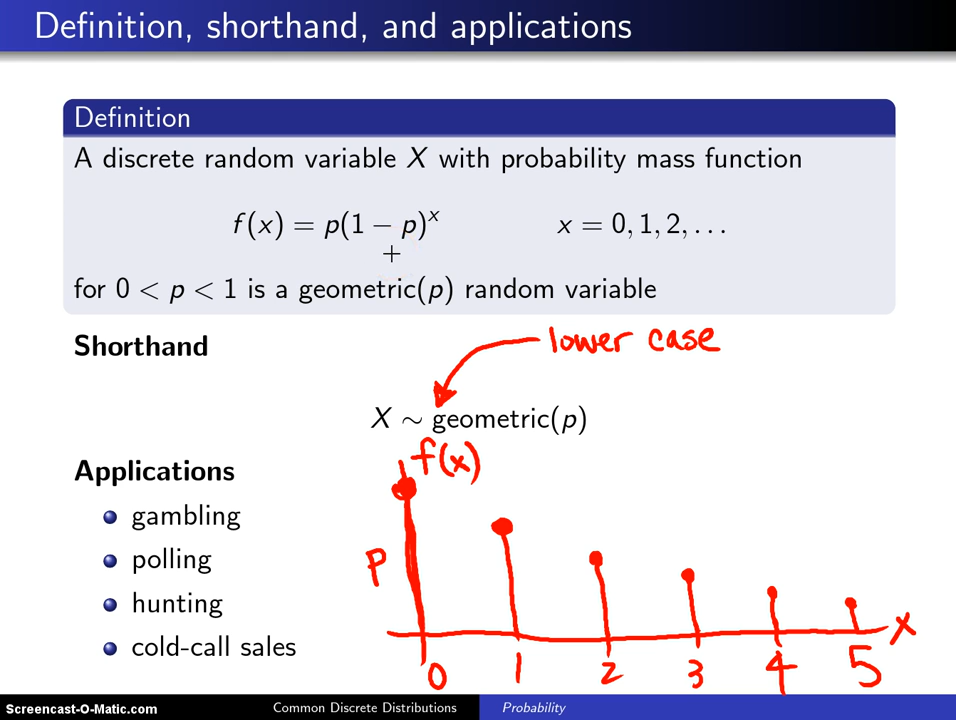 Definition, shorthand, and applications
Definition
A discrete random variable X with probability mass function
f(x) = p(1 − p)^x x = 0, 1, 2, . . .
+
for 0 < p < 1 is a geometric(p) random variable
Shorthand
lower case
X ∼ geometric(p)
f(x)
Applications
gambling
polling
hunting
cold-call sales
p
x
0 1 2 3 4 5
Screencast-O-Matic.com Common Discrete Distributions Probability